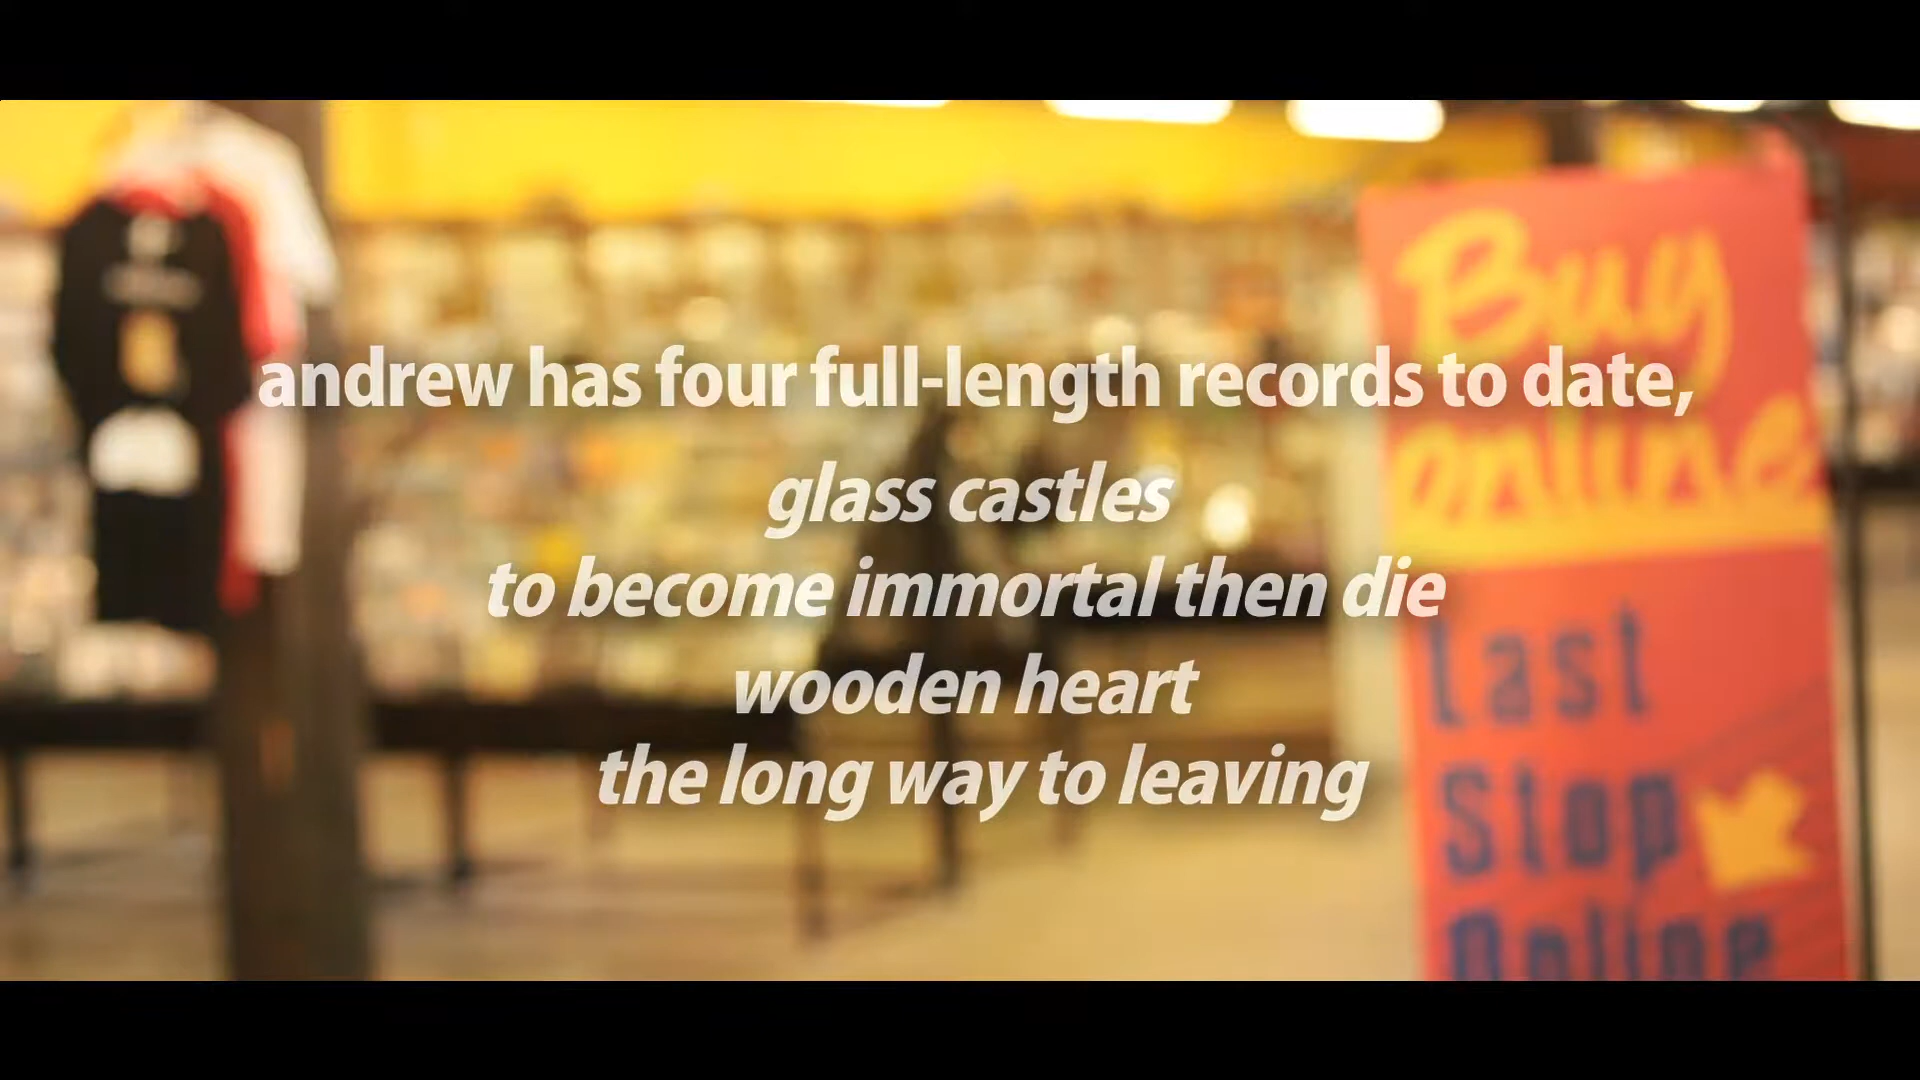 andrew has four full-length records to date,
glass castles
to become immortal then die
wooden heart
the long way to leaving
Buy
online
Last
Stop
Online